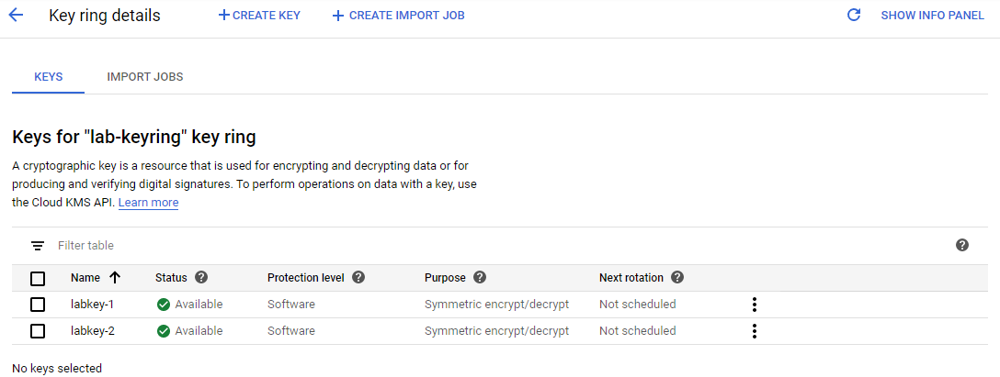 Key ring details CREATE KEY CREATE IMPORT JOB SHOW INFO PANEL
KEYS IMPORT JOBS
Keys for "lab-keyring" key ring
A cryptographic key is a resource that is used for encrypting and decrypting data or for
producing and verifying digital signatures. To perform operations on data with a key, use
the Cloud KMS API. Learn more
Filter table
Name Status Protection level Purpose Next rotation
labkey-1 Available Software Symmetric encrypt/decrypt Not scheduled
labkey-2 Available Software Symmetric encrypt/decrypt Not scheduled
No keys selected